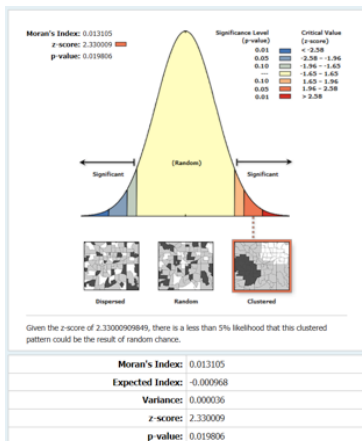 Moran's Index: 0.013105
z-score: 2.330009
p-value: 0.019806
Significance Level
(p-value)
Critical Value
(z-score)
0.01 < -2.58
0.05 -2.58 - -1.96
0.10 -1.96 - -1.65
--- -1.65 - 1.65
0.10 1.65 - 1.96
0.05 1.96 - 2.58
0.01 > 2.58
(Random)
Significant Significant
Dispersed Random Clustered
Given the z-score of 2.33000909849, there is a less than 5% likelihood that this clustered
pattern could be the result of random chance.
Moran's Index: 0.013105
Expected Index: -0.000968
Variance: 0.000036
z-score: 2.330009
p-value: 0.019806